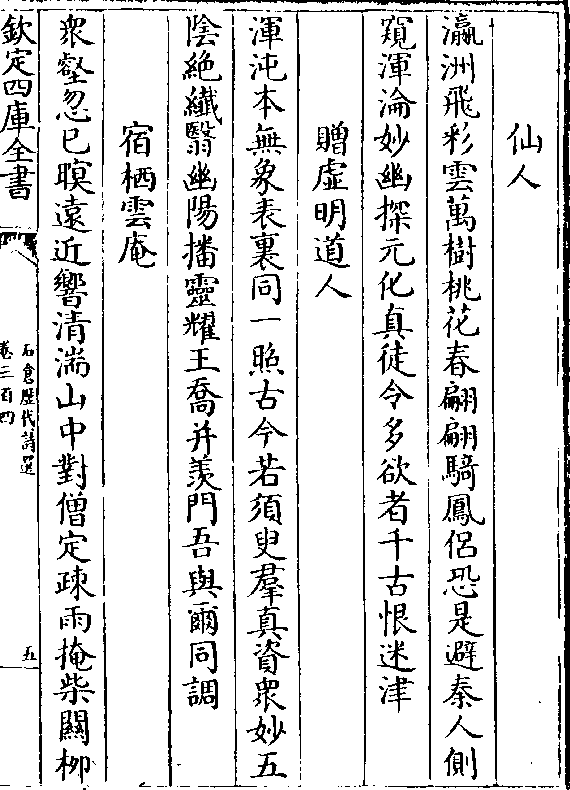 仙人
瀛洲飛彩雲萬樹桃花春翩翩騎鳳侶恐是避秦人側
窺渾淪妙幽探元化真徒令多欲者千古恨迷津
贈虛明道人
渾沌本無象表裏同一照古今若須臾羣真資衆妙五
隂絶纎翳幽陽播靈耀王喬并羨門吾與爾同調
宿栖雲庵
衆壑忽已暝遠近響清湍山中對僧定疎雨掩柴關柳
欽定四庫全書
石倉歴代詩選
卷三百四
五